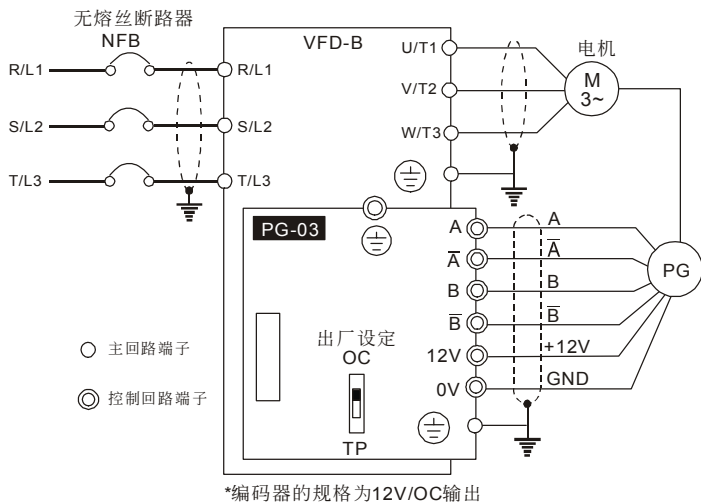 无熔丝断路器
NFB
VFD-B
R/L1
R/L1
S/L2
S/L2
T/L3
T/L3
U/T1
V/T2
W/T3
电机
M
3~
PG-03
A
A̅
B
B̅
12V
0V
A
A̅
B
B̅
+12V
GND
PG
出厂设定
OC
TP
主回路端子
控制回路端子
*编码器的规格为12V/OC输出